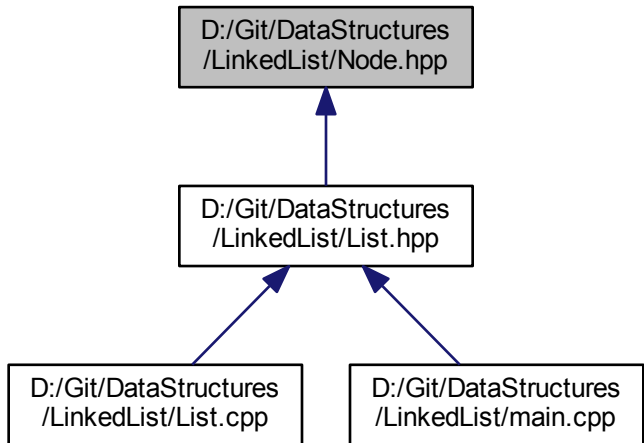 D:/Git/DataStructures
/LinkedList/Node.hpp
D:/Git/DataStructures
/LinkedList/List.hpp
D:/Git/DataStructures
/LinkedList/List.cpp
D:/Git/DataStructures
/LinkedList/main.cpp